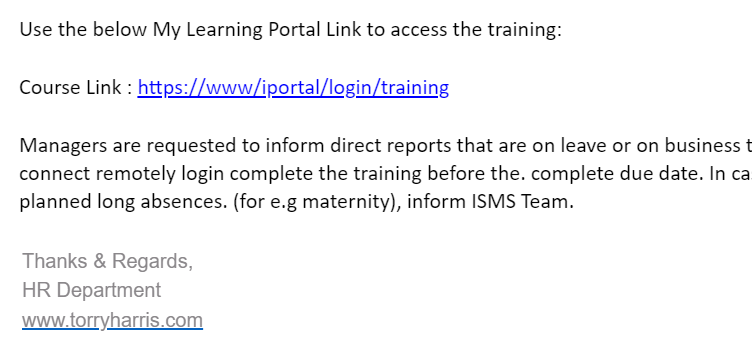 Use the below My Learning Portal Link to access the training:
Course Link : https://www/iportal/login/training
Managers are requested to inform direct reports that are on leave or on business t
connect remotely login complete the training before the. complete due date. In ca
planned long absences. (for e.g maternity), inform ISMS Team.
Thanks & Regards,
HR Department
www.torryharris.com